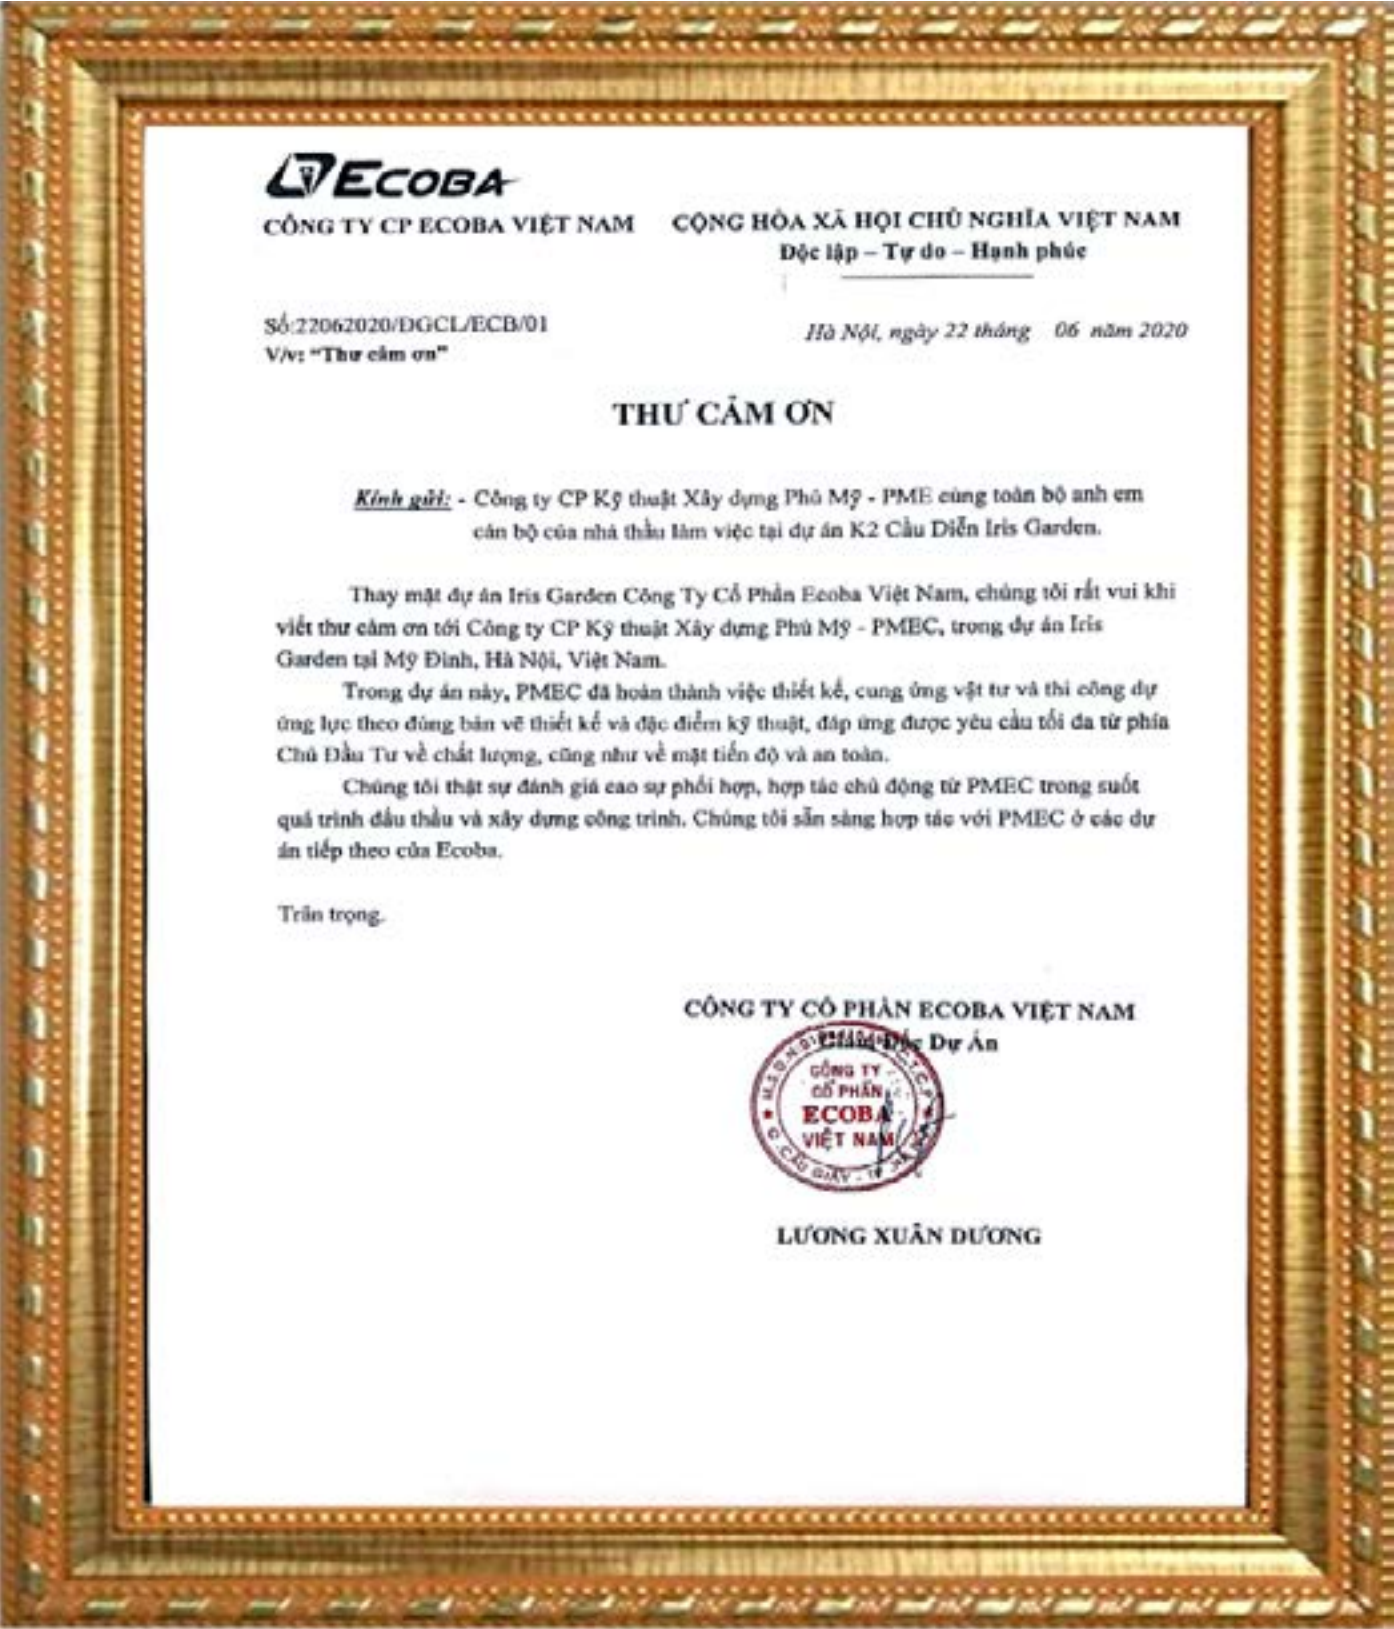 ECOBA
CÔNG TY CP ECOBA VIỆT NAM
CỘNG HÒA XÃ HỘI CHỦ NGHĨA VIỆT NAM
Độc lập – Tự do – Hạnh phúc
Số:22062020/ĐGCL/ECB/01
Hà Nội, ngày 22 tháng 06 năm 2020
V/v: “Thư cảm ơn”
THƯ CẢM ƠN
Kính gửi: - Công ty CP Kỹ thuật Xây dựng Phú Mỹ - PME cùng toàn bộ anh em
cán bộ của nhà thầu làm việc tại dự án K2 Cầu Diễn Iris Garden.
Thay mặt dự án Iris Garden Công Ty Cổ Phần Ecoba Việt Nam, chúng tôi rất vui khi
viết thư cảm ơn tới Công ty CP Kỹ thuật Xây dựng Phú Mỹ - PMEC, trong dự án Iris
Garden tại Mỹ Đình, Hà Nội, Việt Nam.
Trong dự án này, PMEC đã hoàn thành việc thiết kế, cung ứng vật tư và thi công dự
ứng lực theo đúng bản vẽ thiết kế và đặc điểm kỹ thuật, đáp ứng được yêu cầu tối đa từ phía
Chủ Đầu Tư về chất lượng, cũng như về mặt tiến độ và an toàn.
Chúng tôi thật sự đánh giá cao sự phối hợp, hợp tác chủ động từ PMEC trong suốt
quá trình đấu thầu và xây dựng công trình. Chúng tôi sẵn sàng hợp tác với PMEC ở các dự
án tiếp theo của Ecoba.
Trân trọng.
CÔNG TY CỔ PHẦN ECOBA VIỆT NAM
Giám Đốc Dự Án
CÔNG TY
CỔ PHẦN
ECOBA
VIỆT NAM
Q. CẦU GIẤY - TP. HÀ NỘI
LƯƠNG XUÂN DƯƠNG